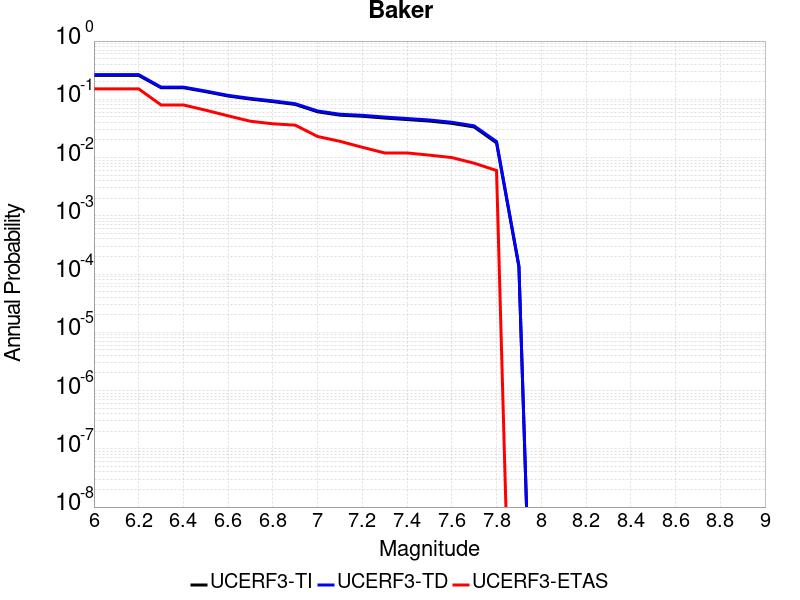 Baker
10^0
10^-1
10^-2
10^-3
10^-4
10^-5
10^-6
10^-7
10^-8
Annual Probability
6 6.2 6.4 6.6 6.8 7 7.2 7.4 7.6 7.8 8 8.2 8.4 8.6 8.8 9
Magnitude
UCERF3-TI UCERF3-TD UCERF3-ETAS